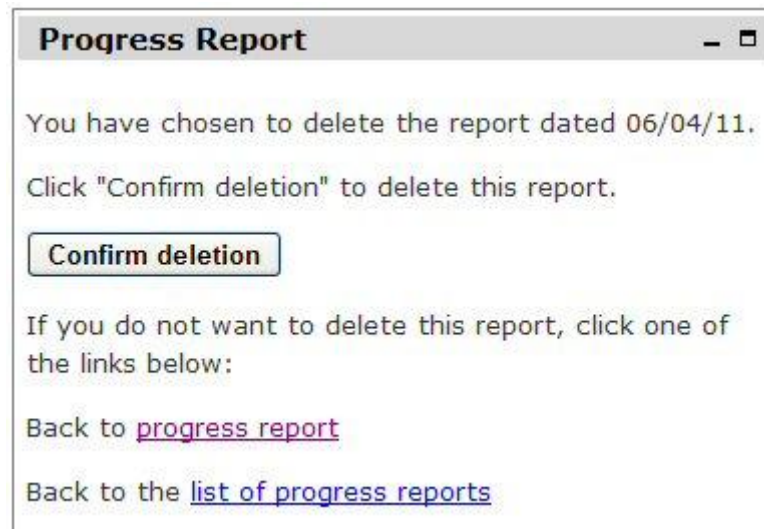 Progress Report
You have chosen to delete the report dated 06/04/11.
Click "Confirm deletion" to delete this report.
Confirm deletion
If you do not want to delete this report, click one of
the links below:
Back to progress report
Back to the list of progress reports